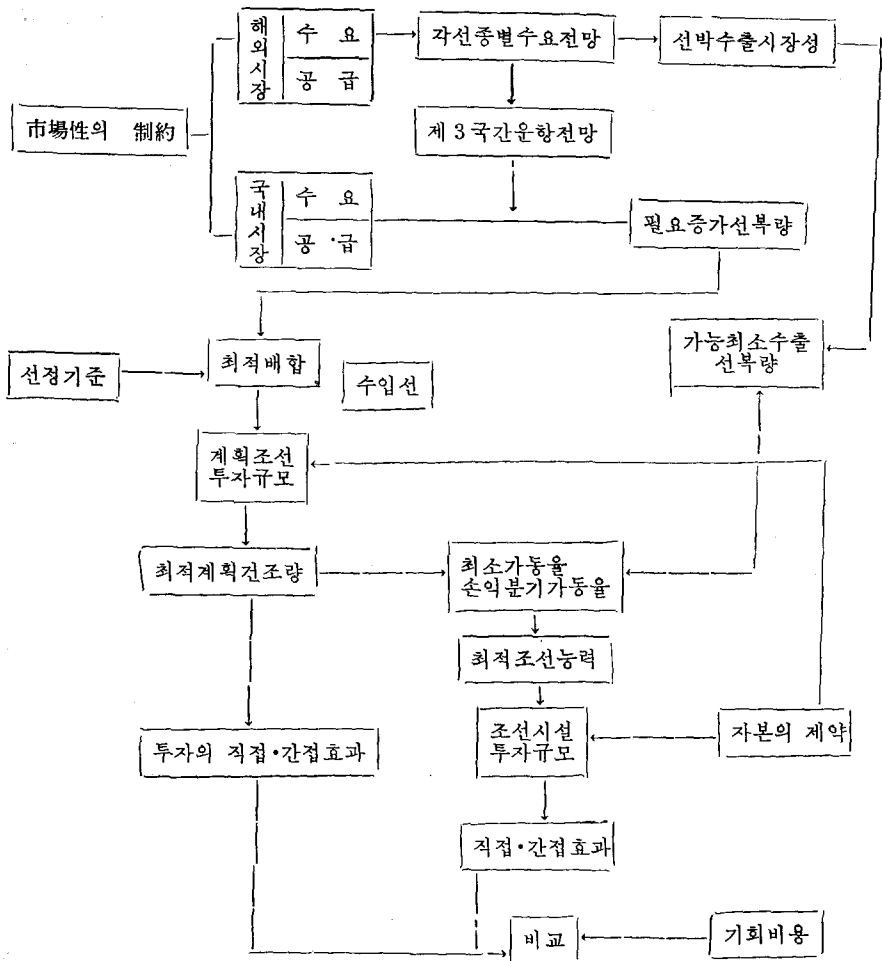 해외시장
수 요
공 급
각선종별수요전망
선박수출시장성
市場性의 制約
제 3 국간운항전망
국내시장
수 요
공 ·급
필요증가선복량
선정기준
최적배합
수입선
가능최소수출
선복량
계획조선
투자규모
최적계획건조량
최소가동율
손익분기가동율
최적조선능력
투자의 직접·간접효과
조선시설
투자규모
자본의 제약
직접·간접효과
비교
기회비용